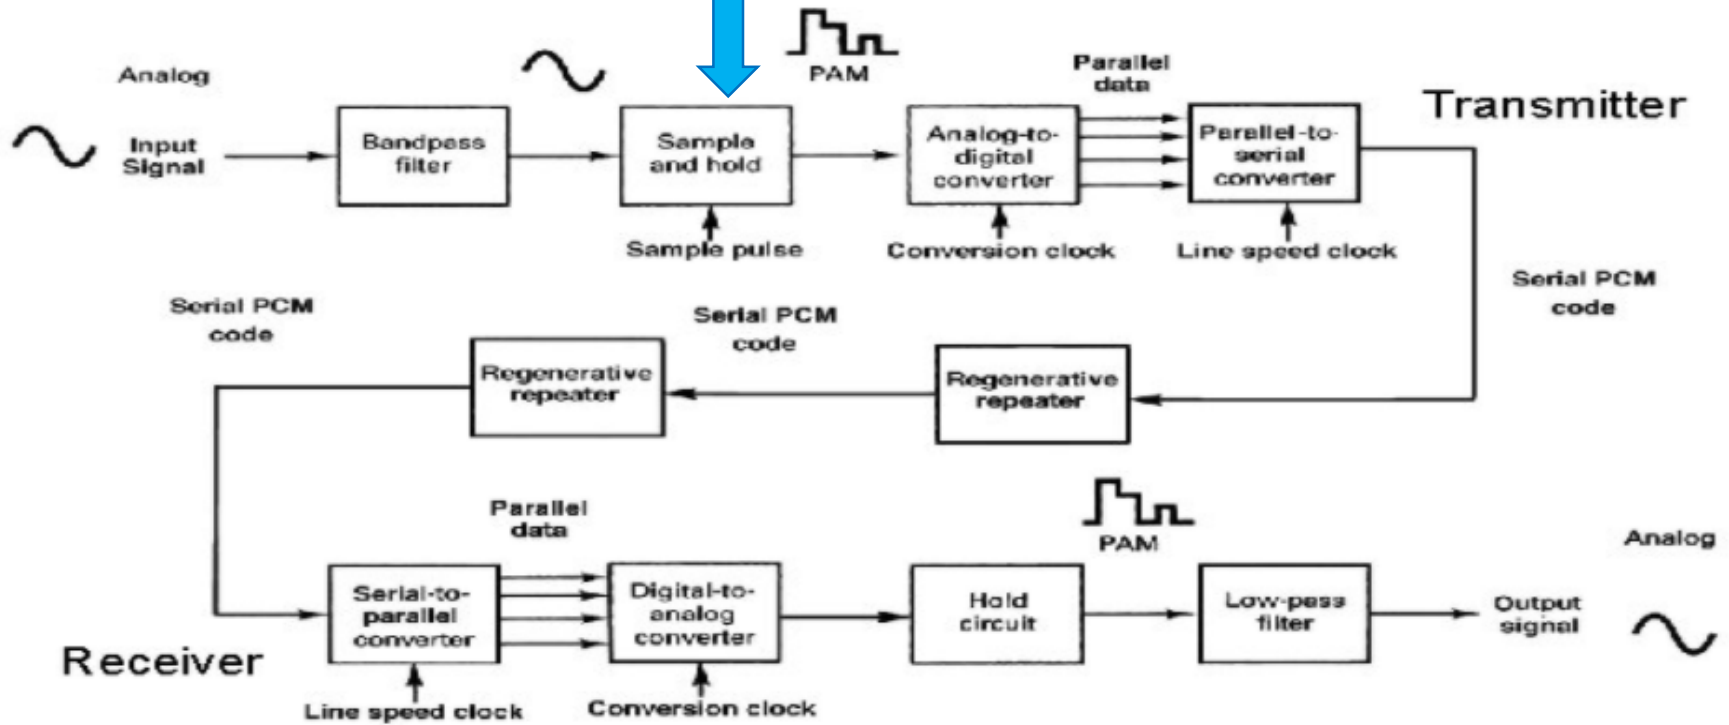 Analog
PAM
Parallel
data
Transmitter
Input
Signal
Bandpass
filter
Sample
and hold
Analog-to-
digital
converter
Parallel-to-
serial
converter
Sample pulse
Conversion clock
Line speed clock
Serial PCM
code
Serial PCM
code
Serial PCM
code
Regenerative
repeater
Regenerative
repeater
Parallel
data
PAM
Analog
Serial-to-
parallel
converter
Digital-to-
analog
converter
Hold
circuit
Low-pass
filter
Output
signal
Receiver
Line speed clock
Conversion clock